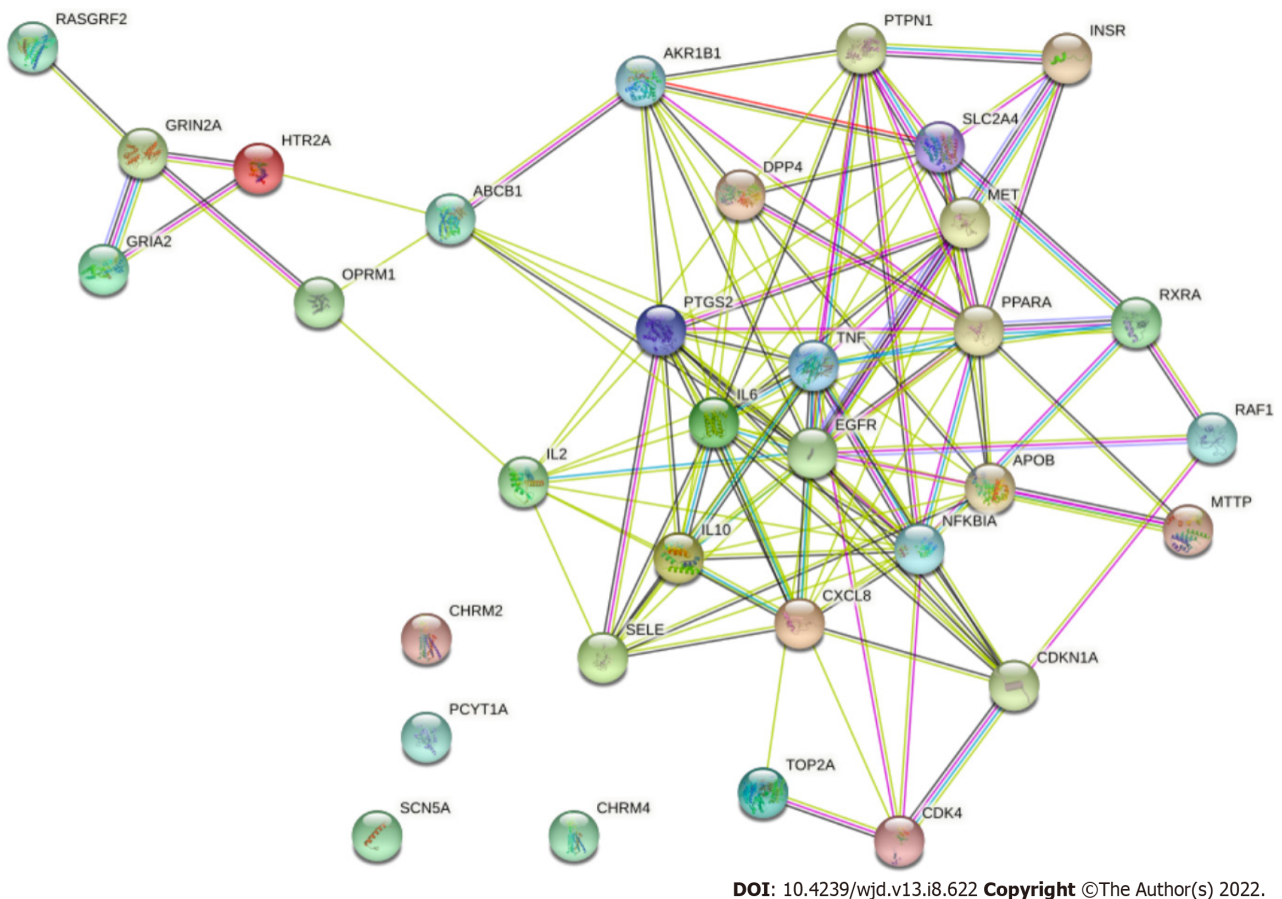 RASGRF2
PTPN1
INSR
AKR1B1
GRIN2A
HTR2A
SLC2A4
DPP4
ABCB1
MET
GRIA2
OPRM1
PTGS2
PPARA
RXRA
TNF
IL6
EGFR
RAF1
IL2
APOB
MTTP
IL10
NFKBIA
CXCL8
CHRM2
SELE
CDKN1A
PCYT1A
TOP2A
SCN5A
CHRM4
CDK4
DOI: 10.4239/wjd.v13.i8.622 Copyright ©The Author(s) 2022.